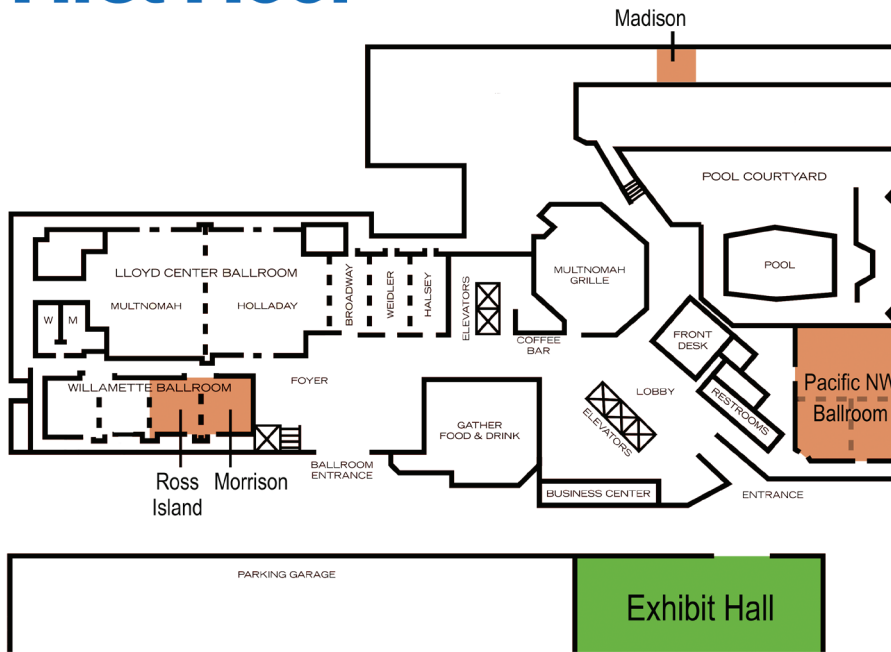 Madison
POOL COURTYARD
LLOYD CENTER BALLROOM
MULTNOMAH
HOLLADAY
BROADWAY
WEIDLER
HALSEY
ELEVATORS
MULTNOMAH
GRILLE
POOL
W
M
COFFEE
BAR
FRONT
DESK
WILLAMETTE BALLROOM
FOYER
LOBBY
RESTROOMS
Pacific NW
Ballroom
GATHER
FOOD & DRINK
ELEVATORS
BALLROOM
ENTRANCE
Ross
Island
Morrison
BUSINESS CENTER
ENTRANCE
PARKING GARAGE
Exhibit Hall